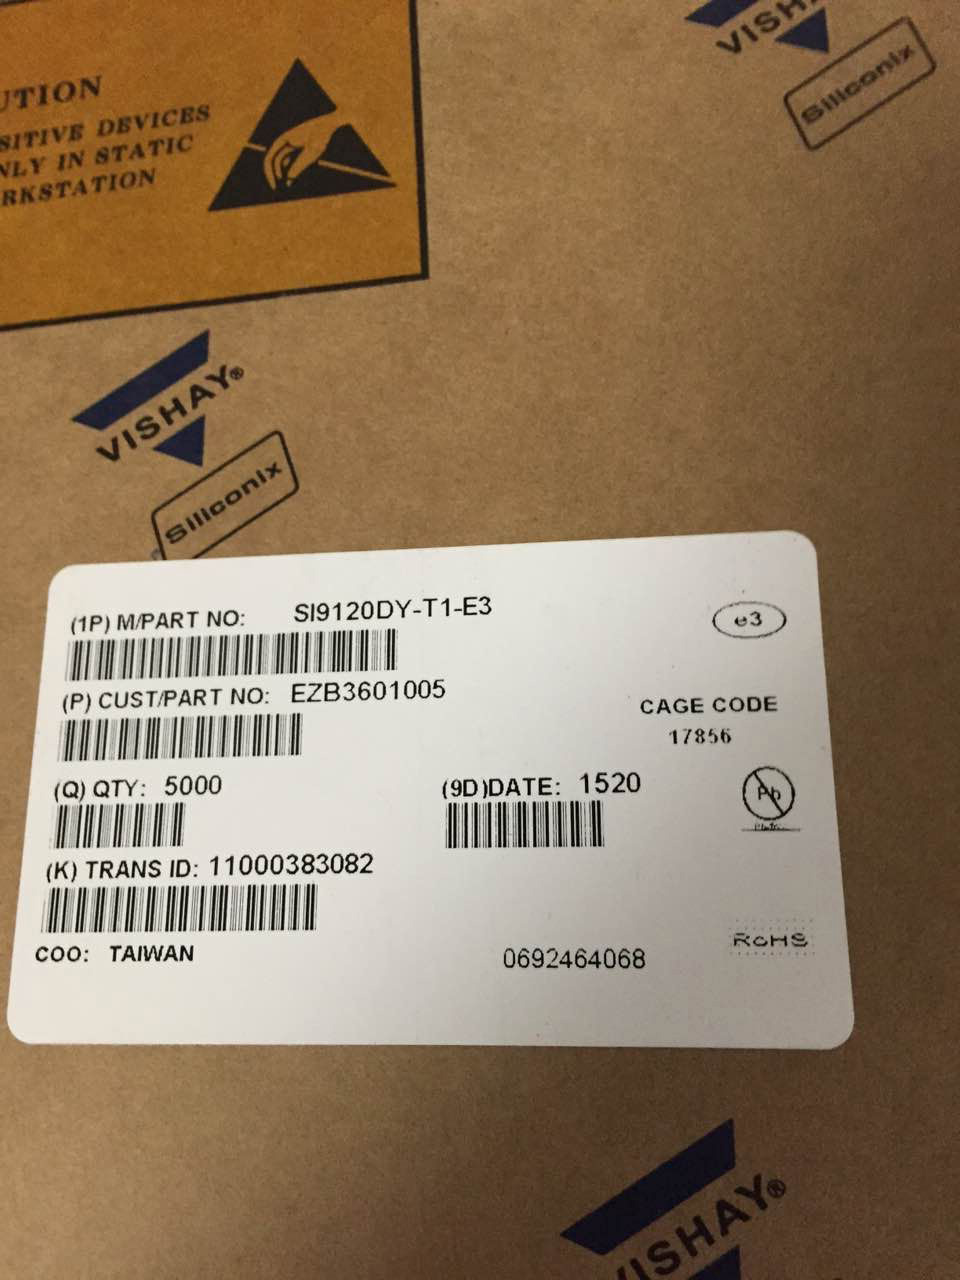 UTION
SITIVE DEVICES
NLY IN STATIC
RKSTATION
VISHAY
Siliconix
VISHAY®
Siliconix
(1P) M/PART NO: SI9120DY-T1-E3
e3
(P) CUST/PART NO: EZB3601005
CAGE CODE
17856
(Q) QTY: 5000
(9D)DATE: 1520
Pb
(K) TRANS ID: 11000383082
COO: TAIWAN
0692464068
RoHS
VISHAY®